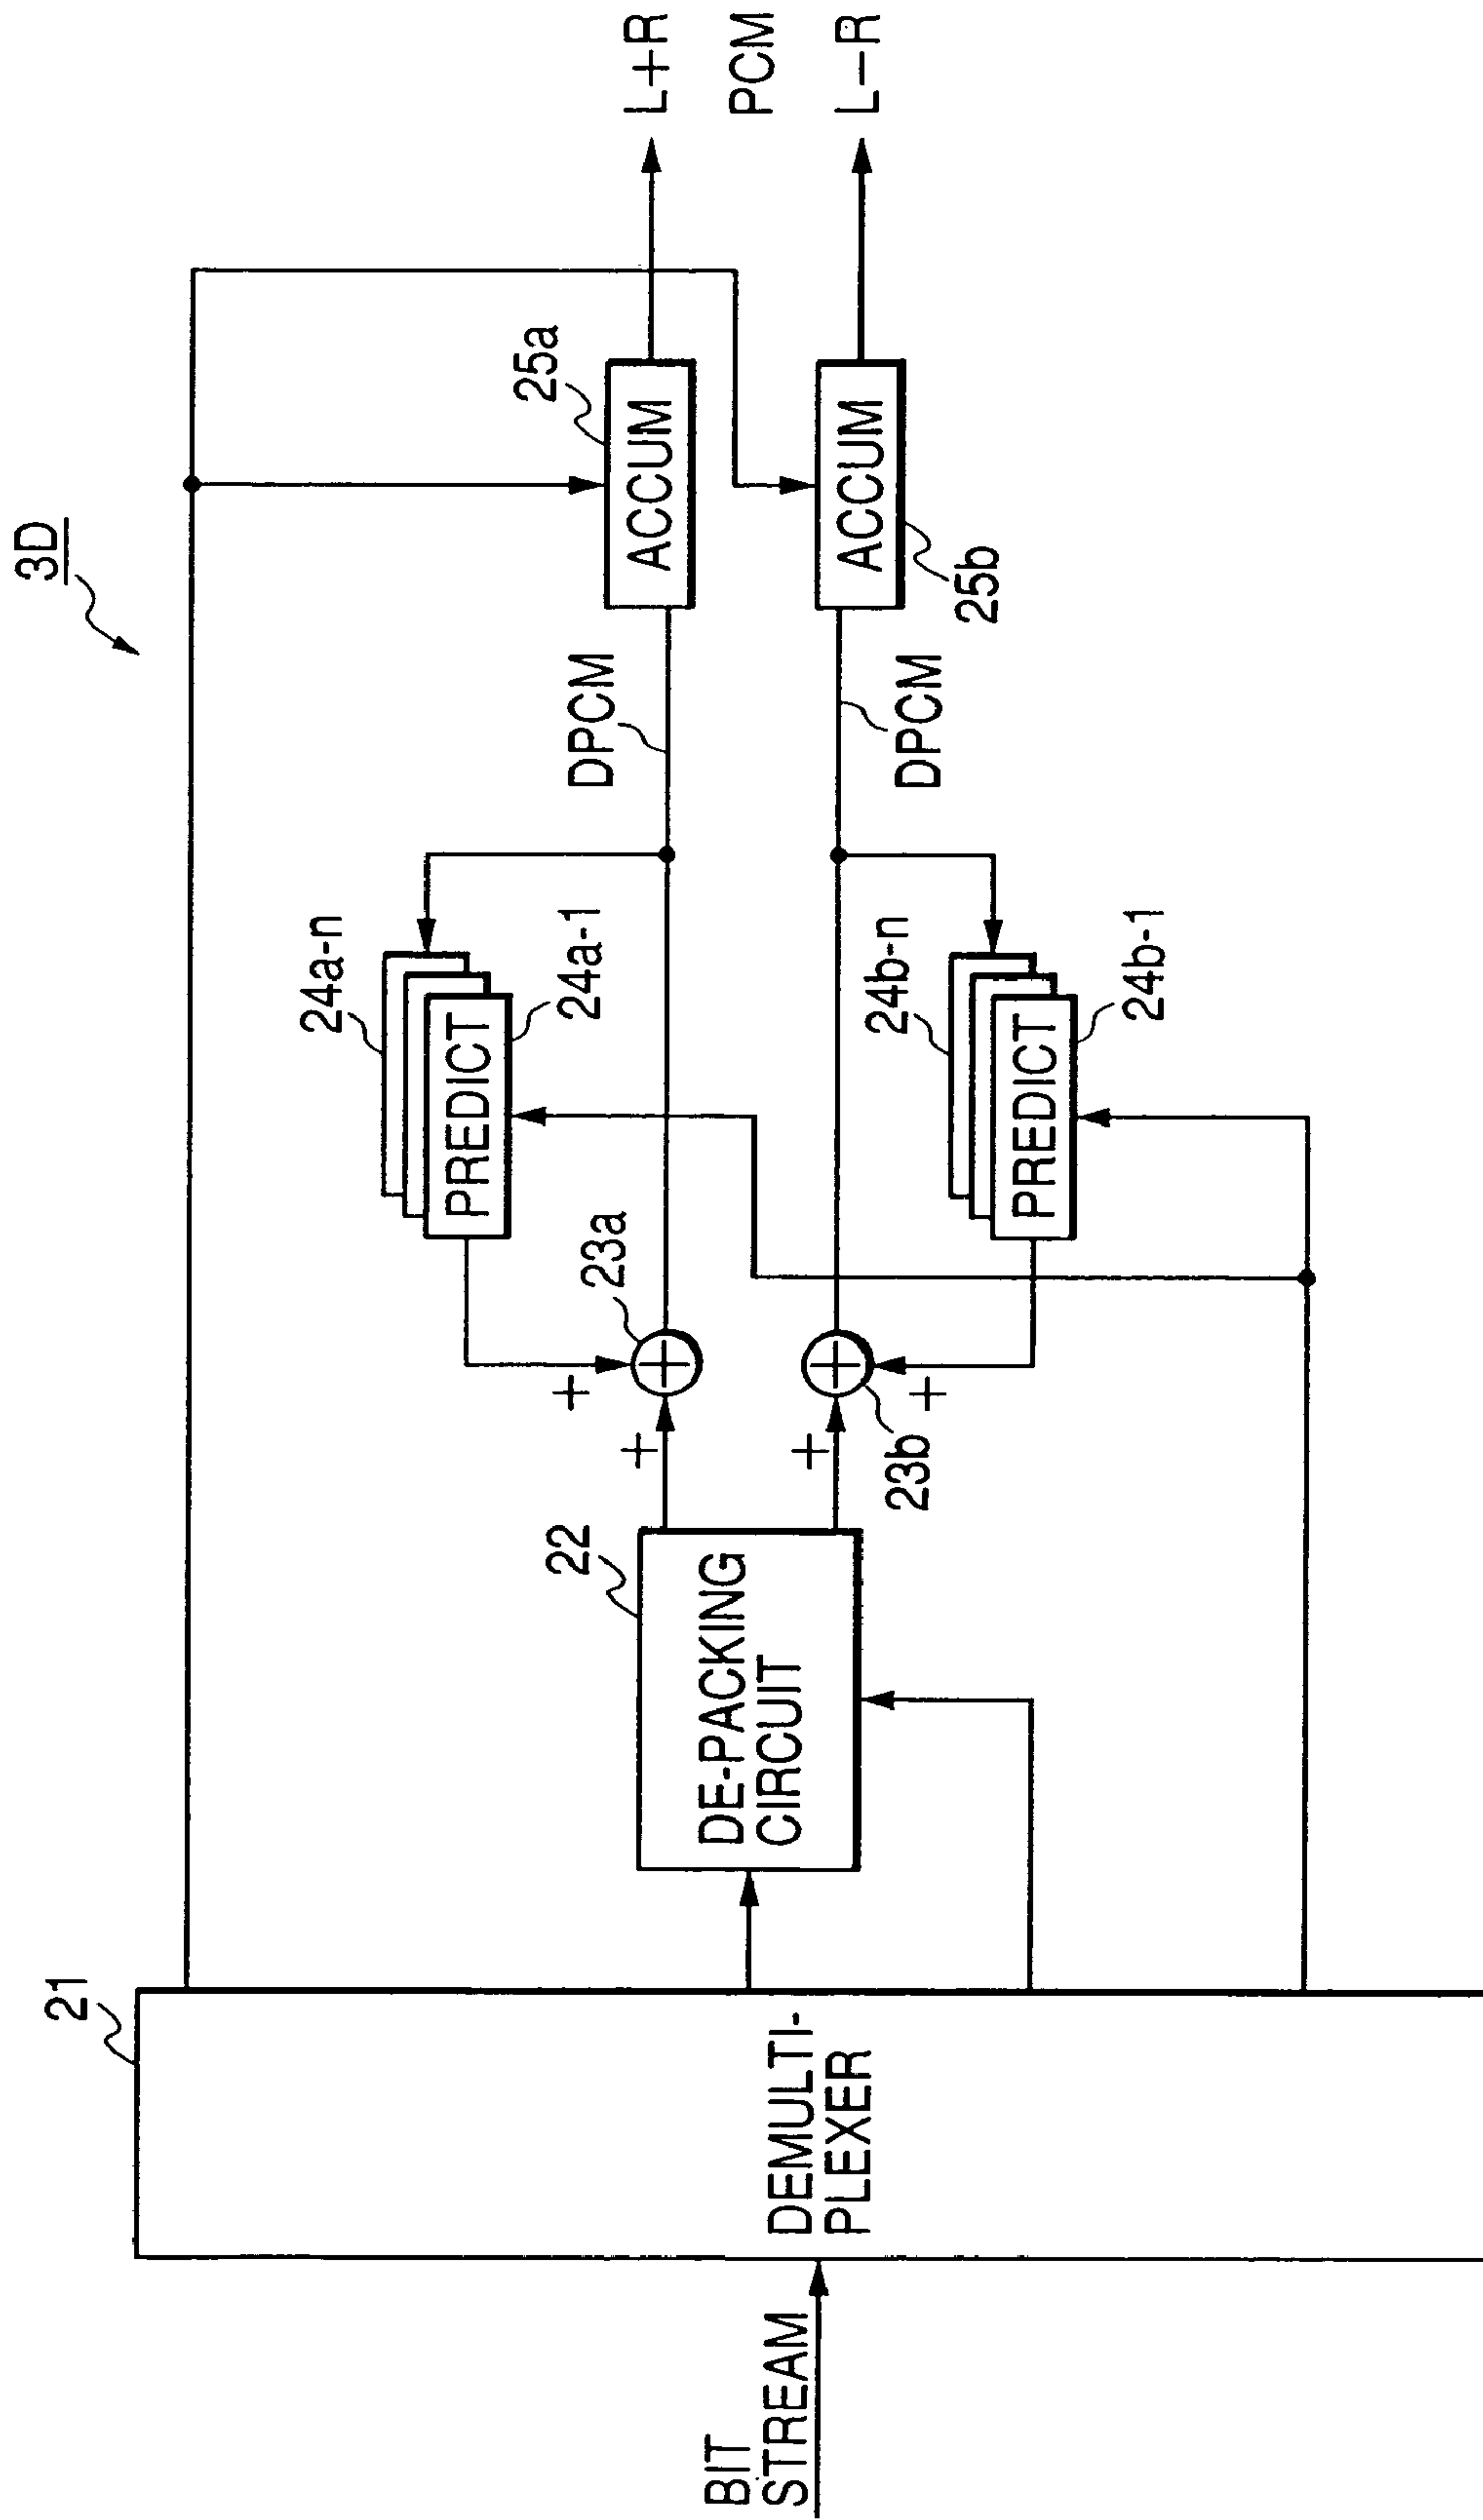 3D
21
BIT
STREAM
DEMULTI-
PLEXER
22
DE-PACKING
CIRCUIT
+
+
23a
+
+
23b
24a-n
PREDICT
24a-1
24b-n
PREDICT
24b-1
DPCM
DPCM
25a
ACCUM
ACCUM
25b
L+R
PCM
L-R